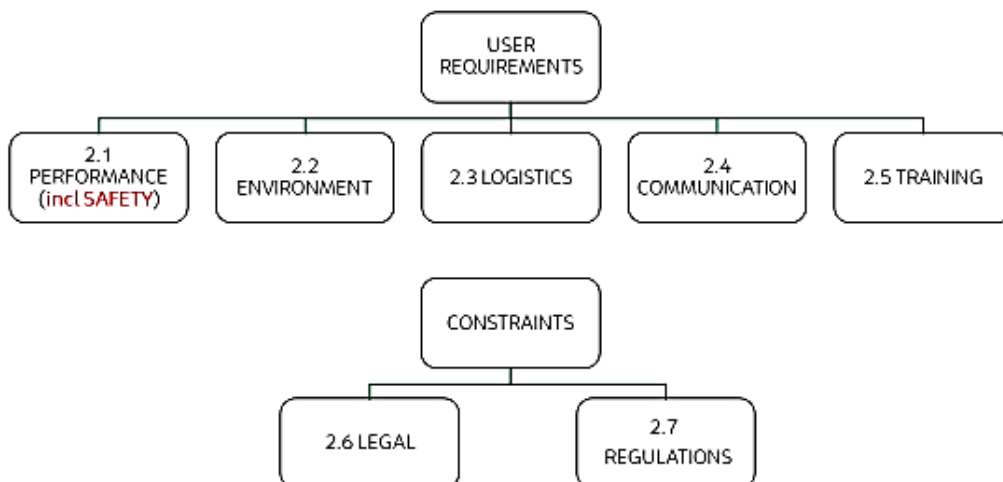 USER
REQUIREMENTS
2.1
PERFORMANCE
(incl SAFETY)
2.2
ENVIRONMENT
2.3 LOGISTICS
2.4
COMMUNICATION
2.5 TRAINING
CONSTRAINTS
2.6 LEGAL
2.7
REGULATIONS